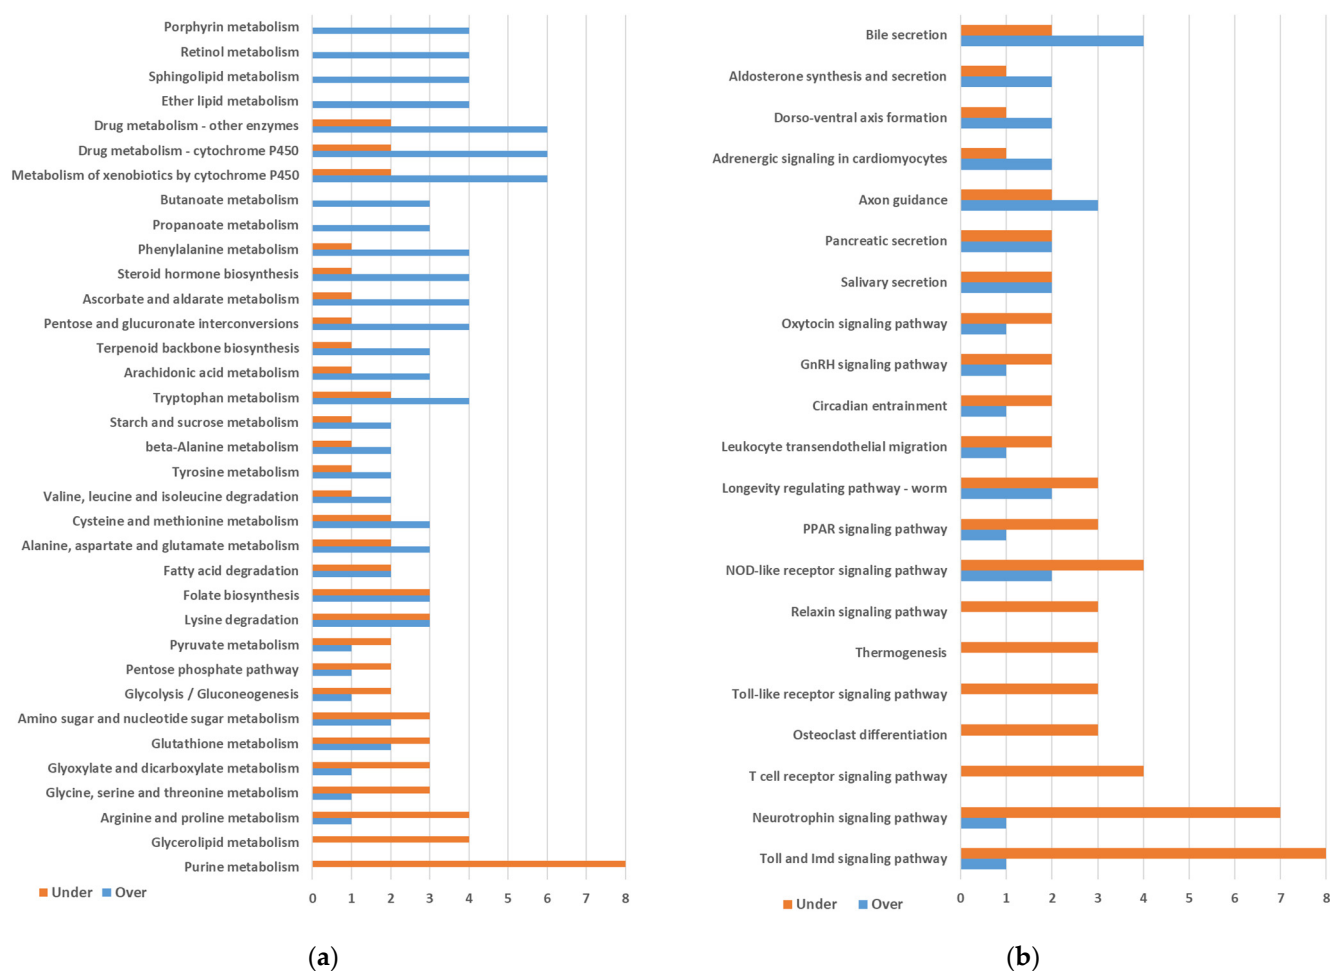 Porphyrin metabolism
Retinol metabolism
Sphingolipid metabolism
Ether lipid metabolism
Drug metabolism - other enzymes
Drug metabolism - cytochrome P450
Metabolism of xenobiotics by cytochrome P450
Butanoate metabolism
Propanoate metabolism
Phenylalanine metabolism
Steroid hormone biosynthesis
Ascorbate and aldarate metabolism
Pentose and glucuronate interconversions
Terpenoid backbone biosynthesis
Arachidonic acid metabolism
Tryptophan metabolism
Starch and sucrose metabolism
beta-Alanine metabolism
Tyrosine metabolism
Valine, leucine and isoleucine degradation
Cysteine and methionine metabolism
Alanine, aspartate and glutamate metabolism
Fatty acid degradation
Folate biosynthesis
Lysine degradation
Pyruvate metabolism
Pentose phosphate pathway
Glycolysis / Gluconeogenesis
Amino sugar and nucleotide sugar metabolism
Glutathione metabolism
Glyoxylate and dicarboxylate metabolism
Glycine, serine and threonine metabolism
Arginine and proline metabolism
Glycerolipid metabolism
Purine metabolism
Under Over
0 1 2 3 4 5 6 7 8
(a)
Bile secretion
Aldosterone synthesis and secretion
Dorso-ventral axis formation
Adrenergic signaling in cardiomyocytes
Axon guidance
Pancreatic secretion
Salivary secretion
Oxytocin signaling pathway
GnRH signaling pathway
Circadian entrainment
Leukocyte transendothelial migration
Longevity regulating pathway - worm
PPAR signaling pathway
NOD-like receptor signaling pathway
Relaxin signaling pathway
Thermogenesis
Toll-like receptor signaling pathway
Osteoclast differentiation
T cell receptor signaling pathway
Neurotrophin signaling pathway
Toll and Imd signaling pathway
0 1 2 3 4 5 6 7 8
Under Over
(b)